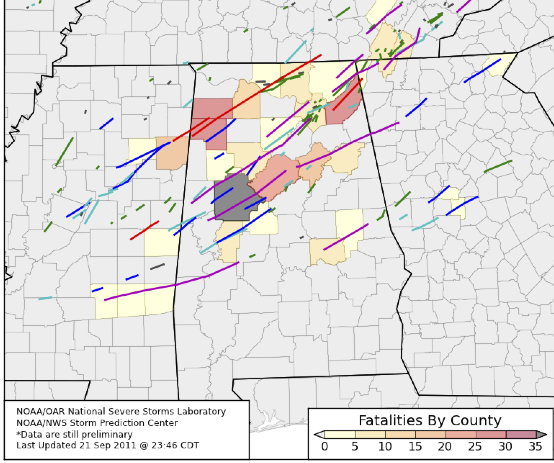 NOAA/OAR National Severe Storms Laboratory
NOAA/NWS Storm Prediction Center
*Data are still preliminary
Last Updated 21 Sep 2011 @ 23:46 CDT
Fatalities By County
0 5 10 15 20 25 30 35